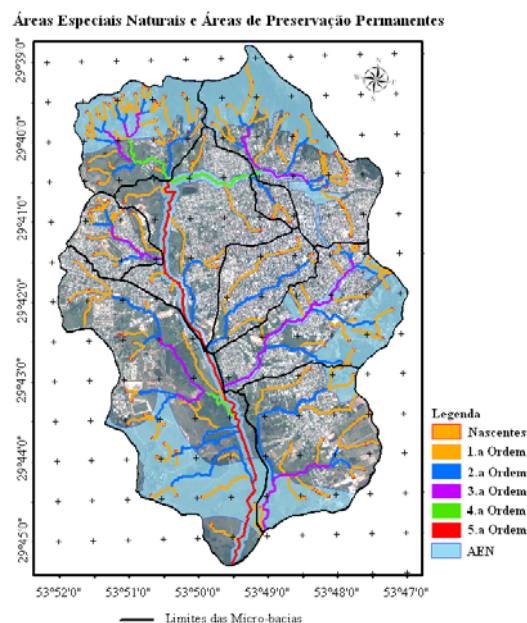 Áreas Especiais Naturais e Áreas de Preservação Permanentes
29°39'0"
29°40'0"
29°41'0"
29°42'0"
29°43'0"
29°44'0"
29°45'0"
N
S
Legenda
Nascentes
1.a Ordem
2.a Ordem
3.a Ordem
4.a Ordem
5.a Ordem
AEN
53°52'0" 53°51'0" 53°50'0" 53°49'0" 53°48'0" 53°47'0"
Limites das Micro-bacias